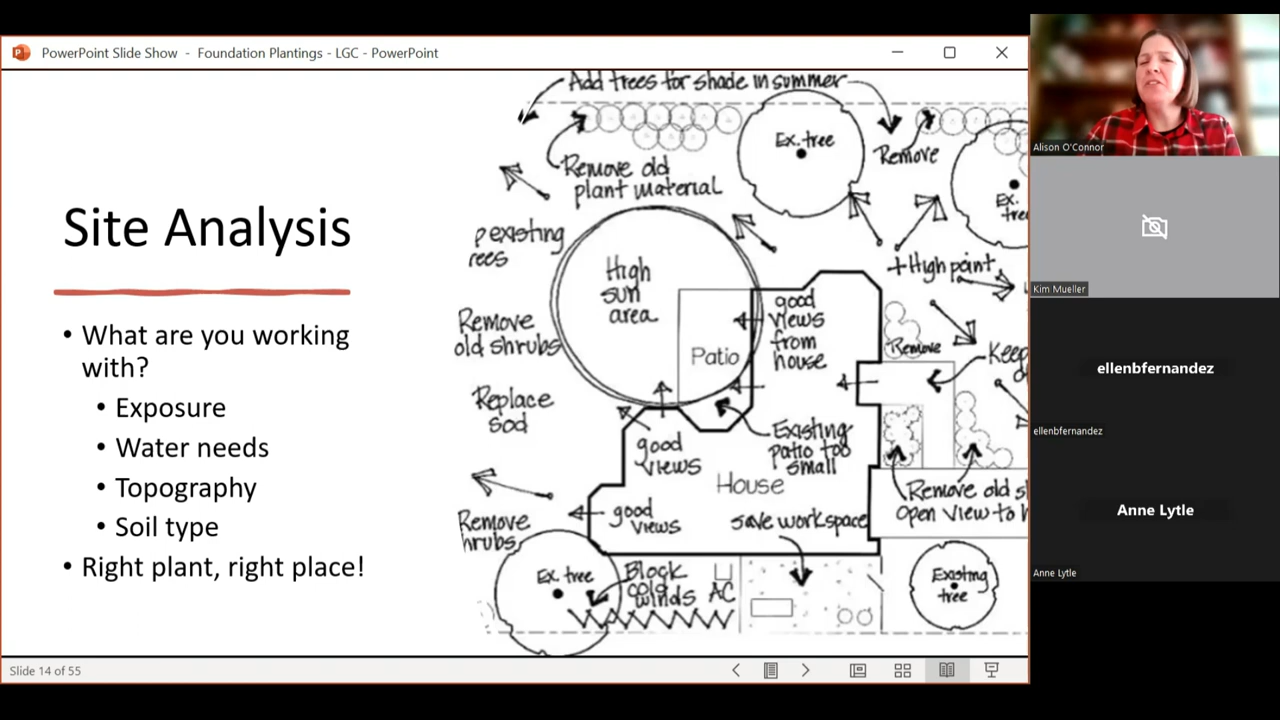 PowerPoint Slide Show - Foundation Plantings - LGC - PowerPoint
Site Analysis
• What are you working
with?
• Exposure
• Water needs
• Topography
• Soil type
• Right plant, right place!
Add trees for shade in summer
Remove old
plant material
Ex. tree
Remove
Ex.
tree
existing
rees
High
sun
area
+High point
good
views
from
house
Remove
old shrubs
Patio
Remove
Keep
Replace
sod
good
views
Existing
patio too
small
House
Remove old s
open view to
Remove
hrubs
good
views
save workspace
Ex. tree
Block
cold
winds
AC
Existing
tree
Slide 14 of 55
Alison O'Connor
Kim Mueller
ellenbfernandez
ellenbfernandez
Anne Lytle
Anne Lytle